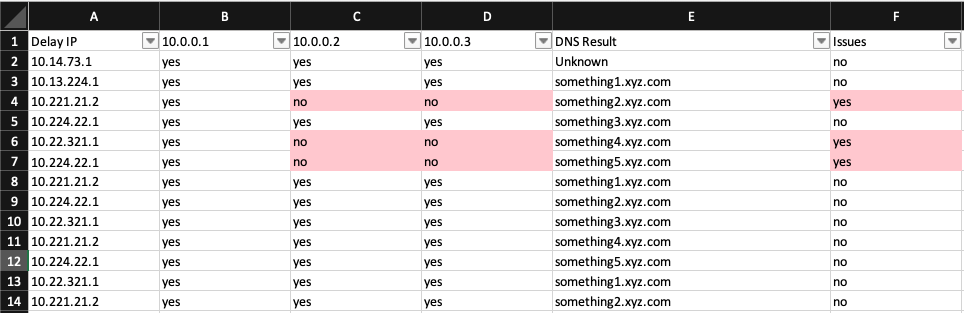 A B C D E F
1 Delay IP 10.0.0.1 10.0.0.2 10.0.0.3 DNS Result Issues
2 10.14.73.1 yes yes yes Unknown no
3 10.13.224.1 yes yes yes something1.xyz.com no
4 10.221.21.2 yes no no something2.xyz.com yes
5 10.224.22.1 yes yes yes something3.xyz.com no
6 10.22.321.1 yes no no something4.xyz.com yes
7 10.224.22.1 yes no no something5.xyz.com yes
8 10.221.21.2 yes yes yes something1.xyz.com no
9 10.224.22.1 yes yes yes something2.xyz.com no
10 10.22.321.1 yes yes yes something3.xyz.com no
11 10.221.21.2 yes yes yes something4.xyz.com no
12 10.224.22.1 yes yes yes something5.xyz.com no
13 10.22.321.1 yes yes yes something1.xyz.com no
14 10.221.21.2 yes yes yes something2.xyz.com no